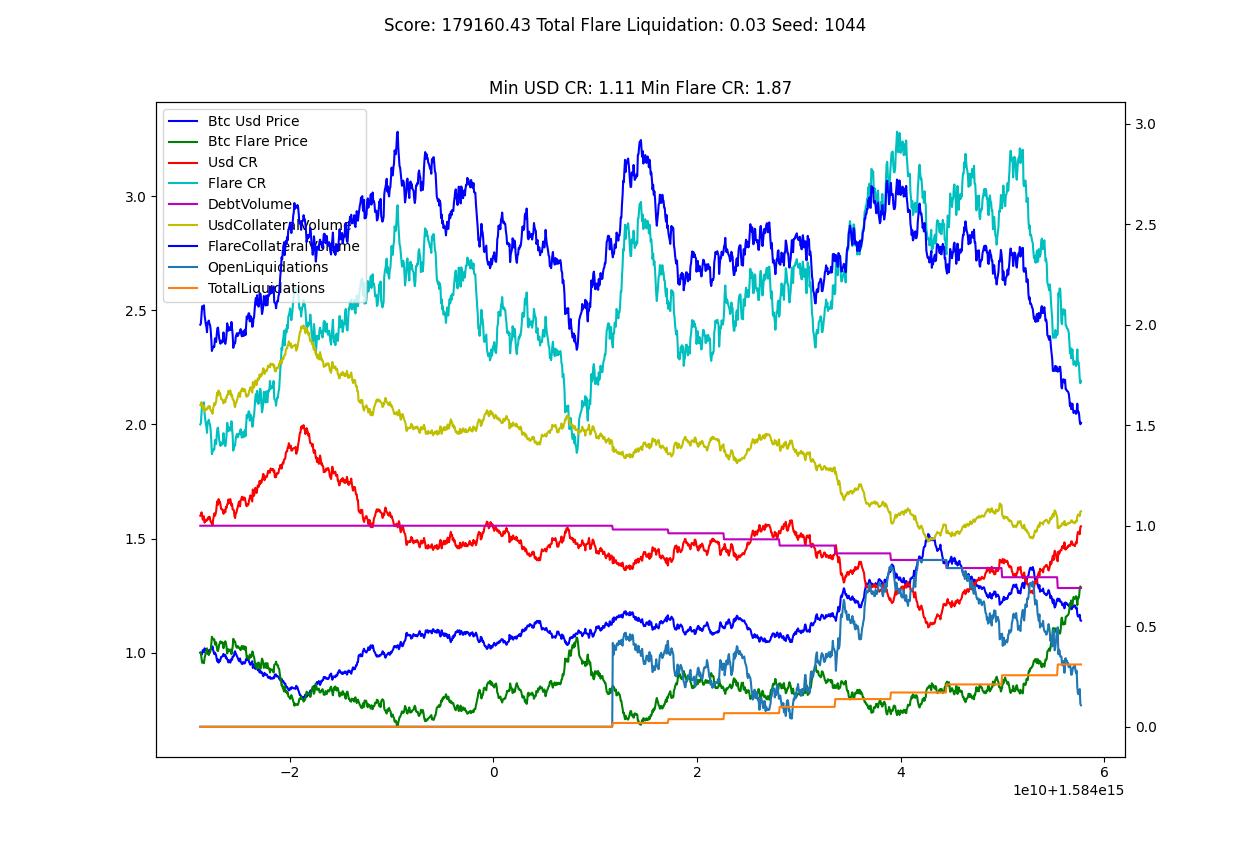 Score: 179160.43 Total Flare Liquidation: 0.03 Seed: 1044
Min USD CR: 1.11 Min Flare CR: 1.87
Btc Usd Price
Btc Flare Price
Usd CR
Flare CR
DebtVolume
UsdCollateralVolume
FlareCollateralVolume
OpenLiquidations
TotalLiquidations
3.0
2.5
2.0
1.5
1.0
3.0
2.5
2.0
1.5
1.0
0.5
0.0
−2 0 2 4 6
1e10+1.584e15